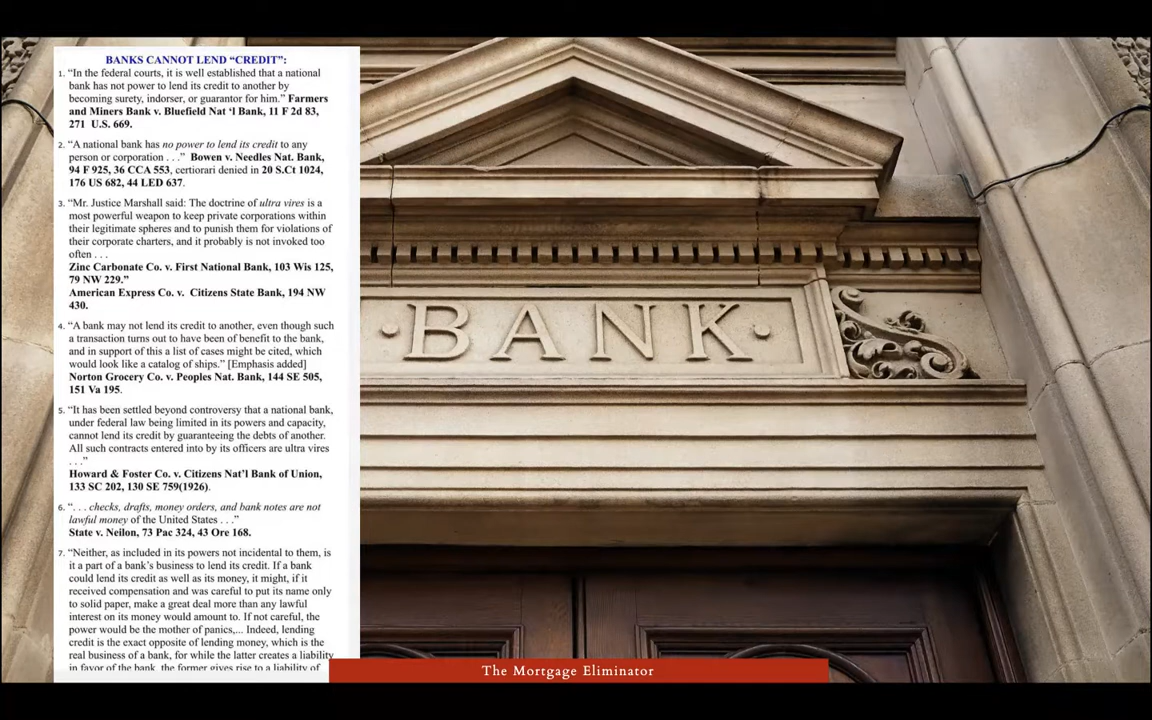 BANKS CANNOT LEND “CREDIT”:
1. “In the federal courts, it is well established that a national
bank has not power to lend its credit to another by
becoming surety, indorser, or guarantor for him.” Farmers
and Miners Bank v. Bluefield Nat ‘l Bank, 11 F 2d 83,
271 U.S. 669.
2. “A national bank has no power to lend its credit to any
person or corporation . . .” Bowen v. Needles Nat. Bank,
94 F 925, 36 CCA 553, certiorari denied in 20 S.Ct 1024,
176 US 682, 44 LED 637.
3. “Mr. Justice Marshall said: The doctrine of ultra vires is a
most powerful weapon to keep private corporations within
their legitimate spheres and to punish them for violations of
their corporate charters, and it probably is not invoked too
often . . .
Zinc Carbonate Co. v. First National Bank, 103 Wis 125,
79 NW 229.”
American Express Co. v. Citizens State Bank, 194 NW
430.
4. “A bank may not lend its credit to another, even though such
a transaction turns out to have been of benefit to the bank,
and in support of this a list of cases might be cited, which
would look like a catalog of ships.” [Emphasis added]
Norton Grocery Co. v. Peoples Nat. Bank, 144 SE 505,
151 Va 195.
5. “It has been settled beyond controversy that a national bank,
under federal law being limited in its powers and capacity,
cannot lend its credit by guaranteeing the debts of another.
All such contracts entered into by its officers are ultra vires
. . .”
Howard & Foster Co. v. Citizens Nat’l Bank of Union,
133 SC 202, 130 SE 759(1926).
6. “. . . checks, drafts, money orders, and bank notes are not
lawful money of the United States . . .”
State v. Neilon, 73 Pac 324, 43 Ore 168.
7. “Neither, as included in its powers not incidental to them, is
it a part of a bank’s business to lend its credit. If a bank
could lend its credit as well as its money, it might, if it
received compensation and was careful to put its name only
to solid paper, make a great deal more than any lawful
interest on its money would amount to. If not careful, the
power would be the mother of panics,... Indeed, lending
credit is the exact opposite of lending money, which is the
real business of a bank, for while the latter creates a liability
in favor of the bank, the former gives rise to a liability of
·BANK·
The Mortgage Eliminator